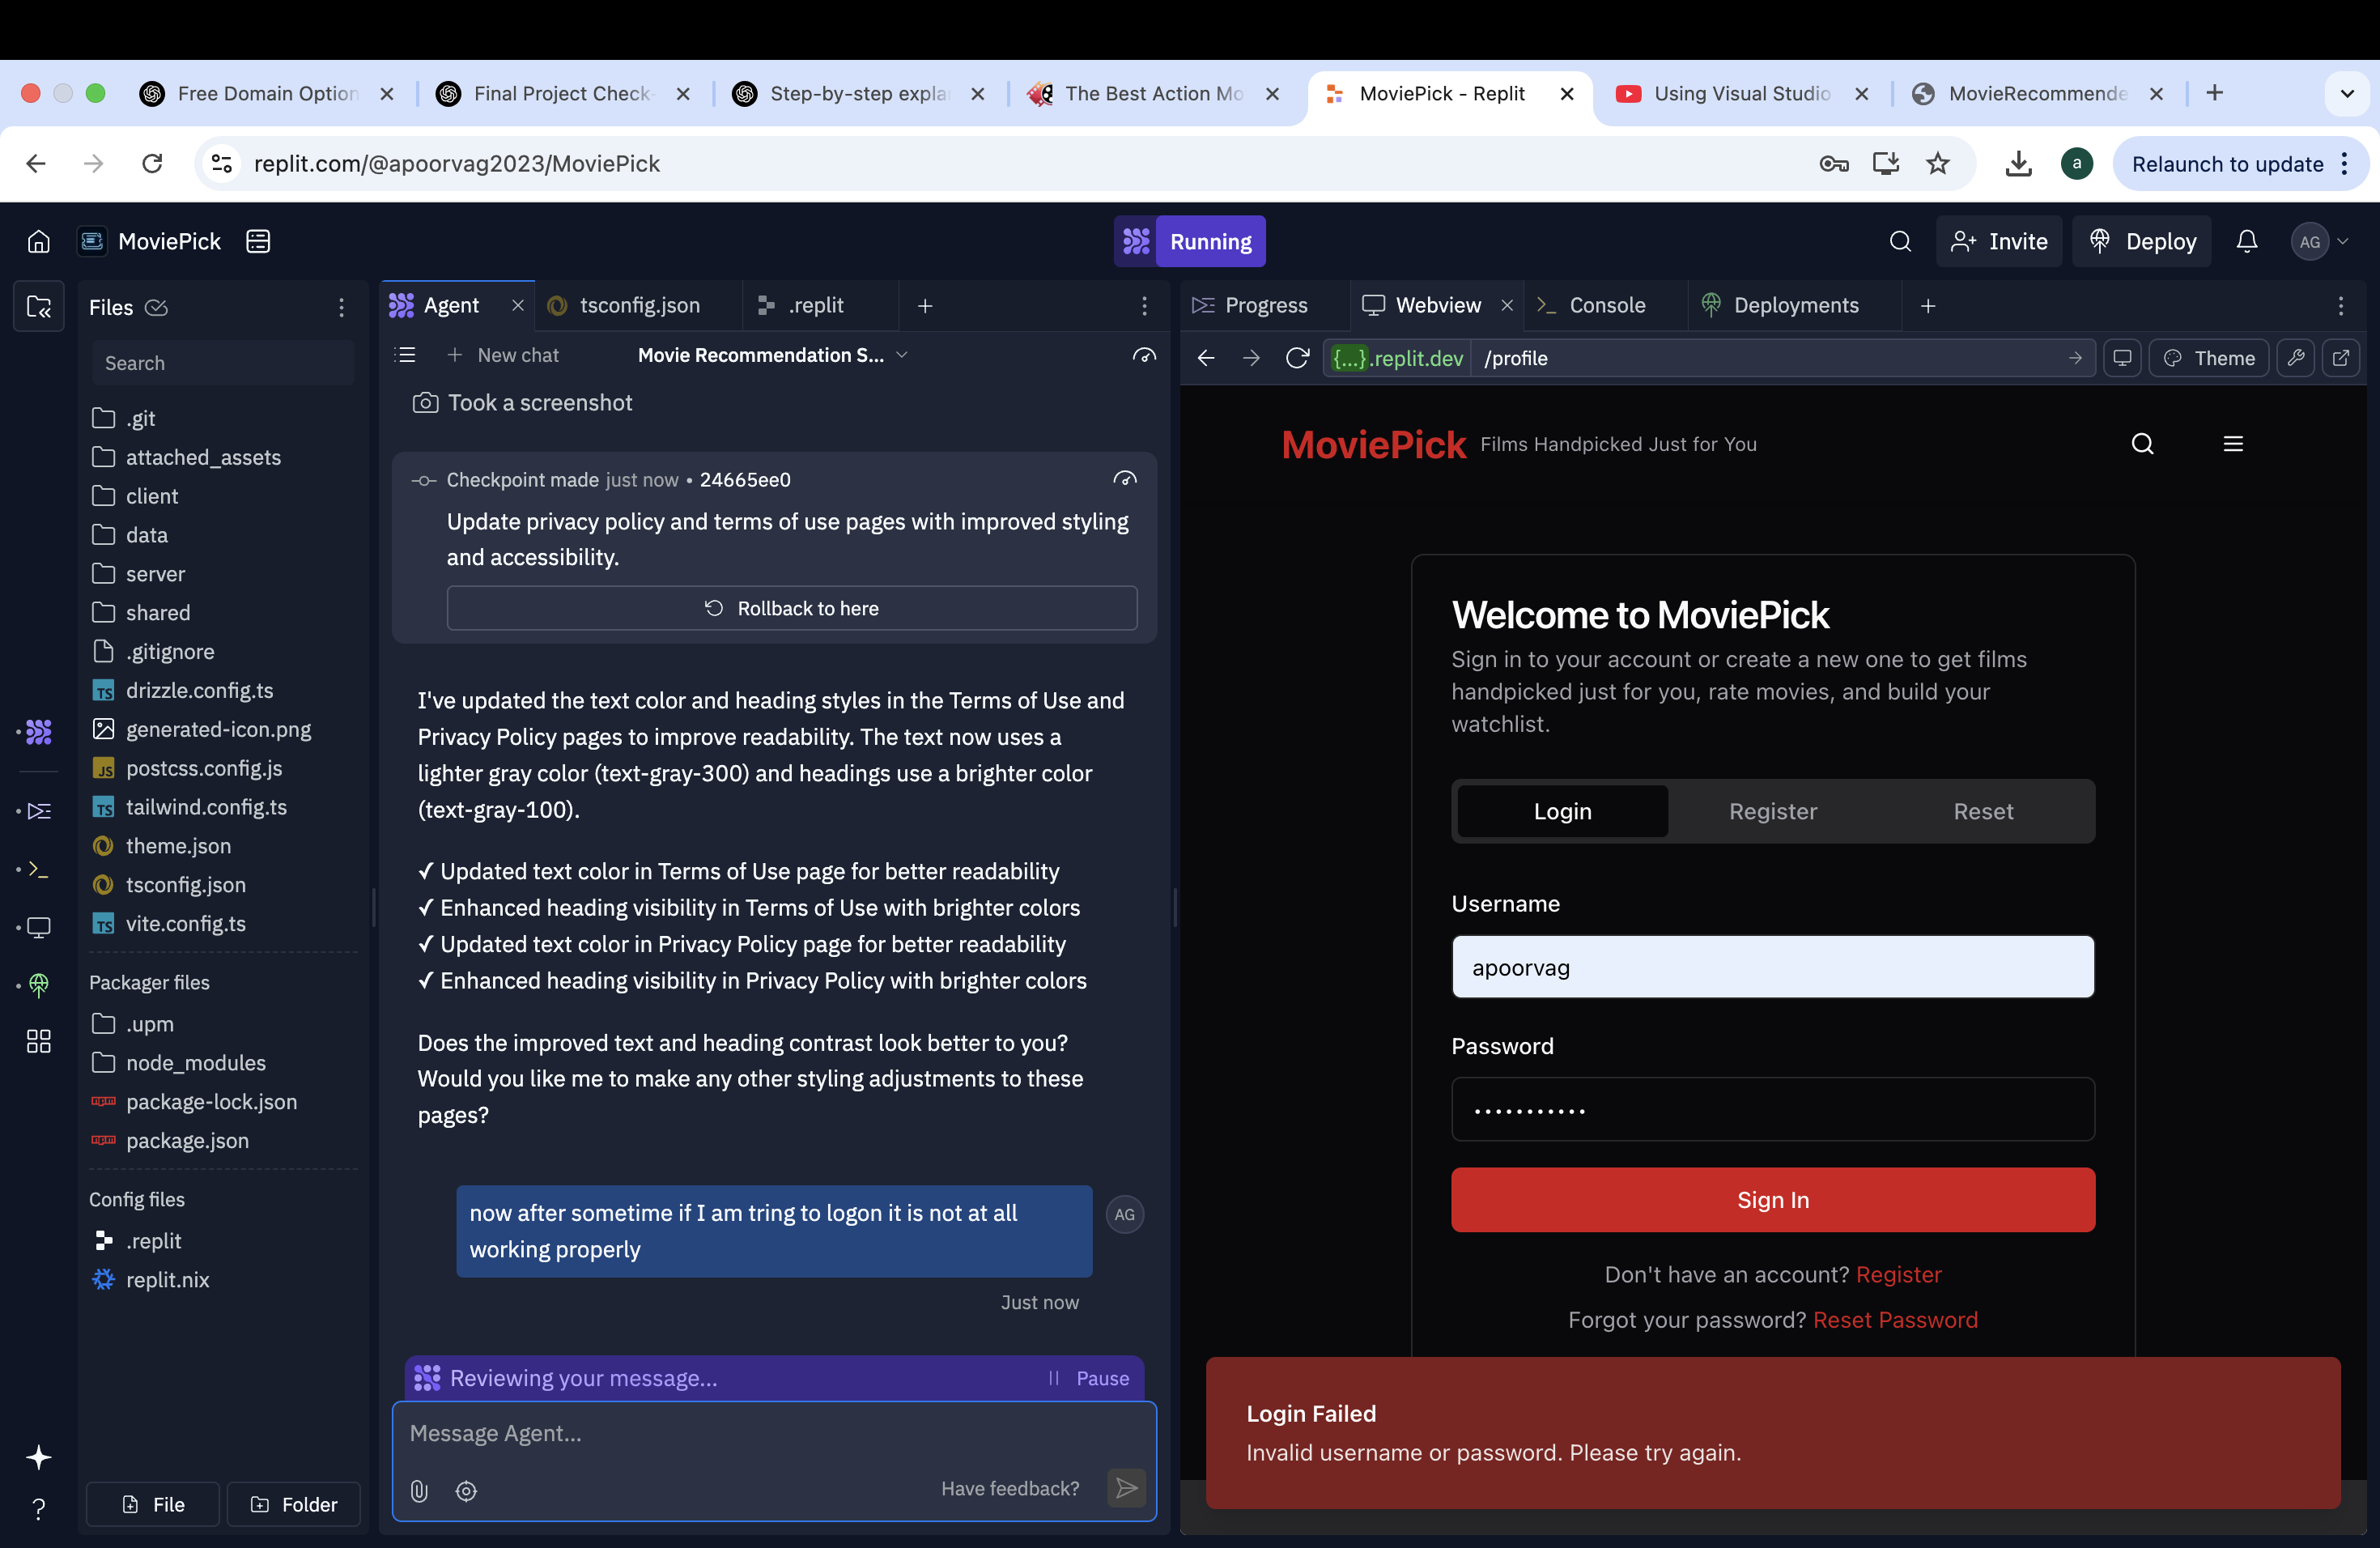 Free Domain Option
Final Project Check-
Step-by-step explai
The Best Action Mo
MoviePick - Replit
Using Visual Studio
MovieRecommende
replit.com/@apoorvag2023/MoviePick
a
Relaunch to update
MoviePick
Running
Invite
Deploy
AG
Files
Search
.git
attached_assets
client
data
server
shared
.gitignore
TS drizzle.config.ts
generated-icon.png
JS postcss.config.js
TS tailwind.config.ts
theme.json
tsconfig.json
TS vite.config.ts
Packager files
.upm
node_modules
package-lock.json
package.json
Config files
.replit
replit.nix
File
Folder
Agent
tsconfig.json
.replit
New chat
Movie Recommendation S...
Took a screenshot
Checkpoint made just now • 24665ee0
Update privacy policy and terms of use pages with improved styling
and accessibility.
Rollback to here
I've updated the text color and heading styles in the Terms of Use and
Privacy Policy pages to improve readability. The text now uses a
lighter gray color (text-gray-300) and headings use a brighter color
(text-gray-100).
✓ Updated text color in Terms of Use page for better readability
✓ Enhanced heading visibility in Terms of Use with brighter colors
✓ Updated text color in Privacy Policy page for better readability
✓ Enhanced heading visibility in Privacy Policy with brighter colors
Does the improved text and heading contrast look better to you?
Would you like me to make any other styling adjustments to these
pages?
now after sometime if I am tring to logon it is not at all
working properly
AG
Just now
Reviewing your message...
Pause
Message Agent...
Have feedback?
Progress
Webview
Console
Deployments
{...}.replit.dev
/profile
Theme
MoviePick
Films Handpicked Just for You
Welcome to MoviePick
Sign in to your account or create a new one to get films
handpicked just for you, rate movies, and build your
watchlist.
Login
Register
Reset
Username
apoorvag
Password
•••••••••••
Sign In
Don't have an account? Register
Forgot your password? Reset Password
Login Failed
Invalid username or password. Please try again.